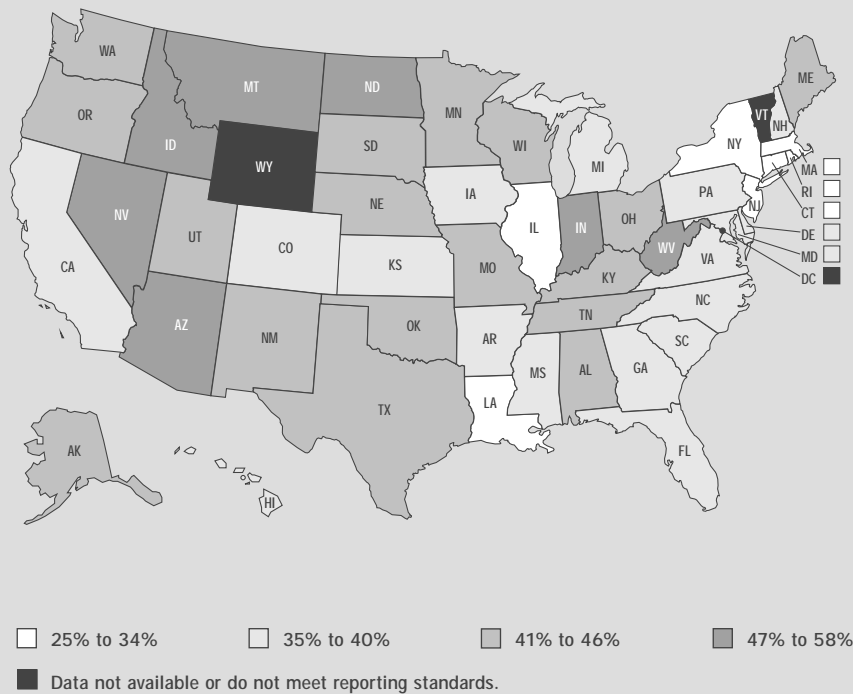 WA
MT
ND
MN
ME
OR
ID
SD
WI
VT
NH
NY
WY
MI
MA
IA
PA
RI
NE
NJ
CT
NV
UT
CO
IL
IN
OH
DE
WV
MD
CA
KS
MO
KY
VA
DC
AZ
NM
OK
TN
NC
AR
SC
MS
AL
GA
TX
LA
AK
FL
HI
25% to 34%
35% to 40%
41% to 46%
47% to 58%
Data not available or do not meet reporting standards.